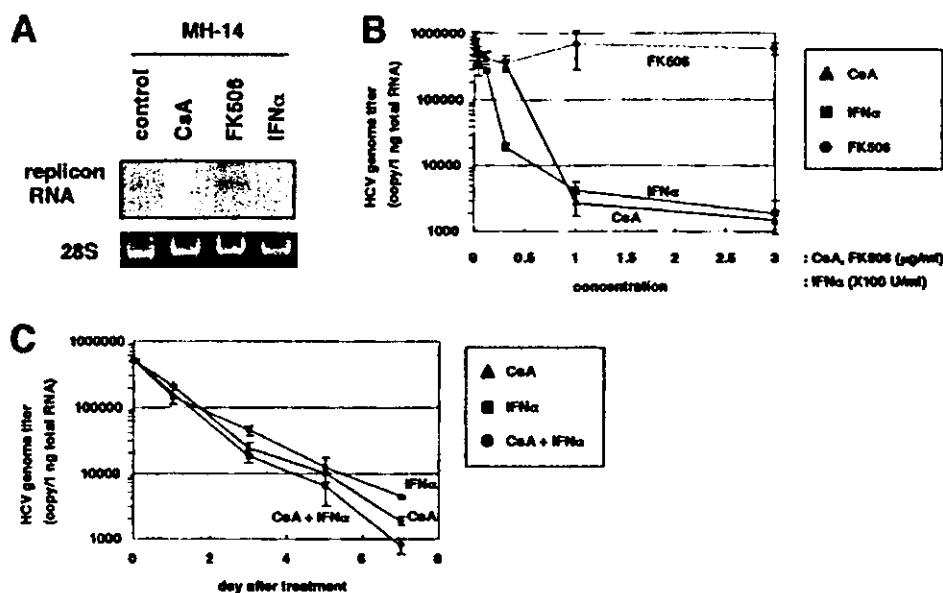 A
MH-14
control
CsA
FK506
IFNα
replicon
RNA
28S
B
HCV genome titer
(copy/1 ng total RNA)
1000000
100000
10000
1000
FK506
IFNα
CsA
0 0.5 1 1.5 2 2.5 3
concentration
CsA
IFNα
FK506
: CsA, FK506 (μg/ml)
: IFNα (X100 U/ml)
C
HCV genome titer
(copy/1 ng total RNA)
1000000
100000
10000
1000
IFNα
CsA
CsA + IFNα
0 2 4 6 8
day after treatment
CsA
IFNα
CsA + IFNα